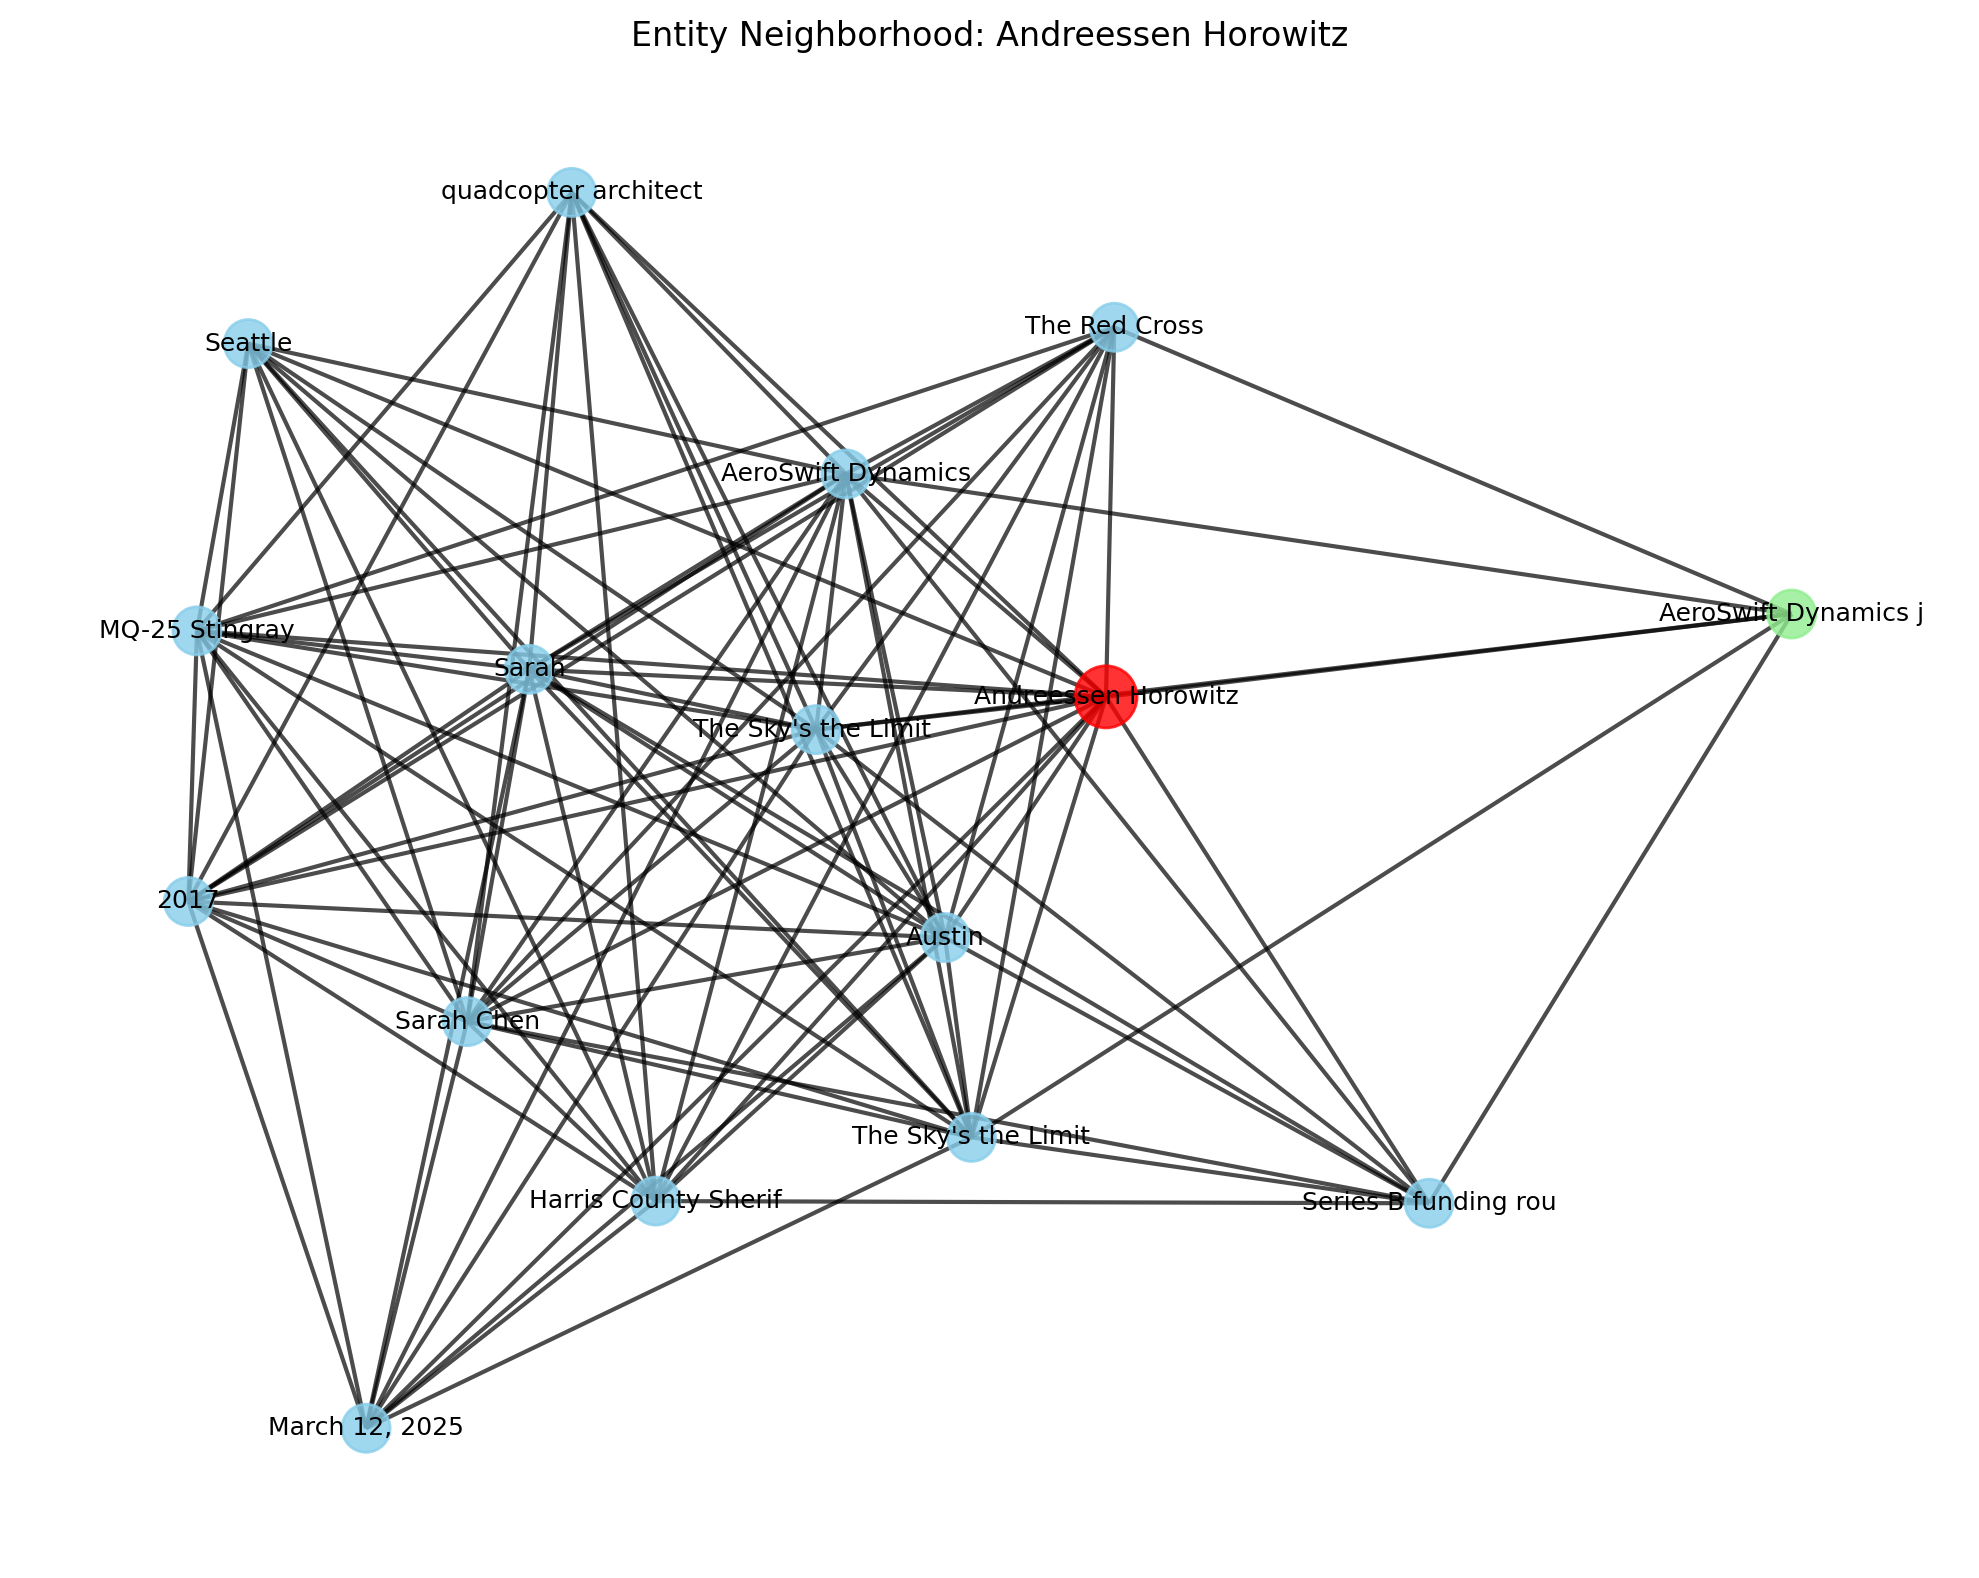 Entity Neighborhood: Andreessen Horowitz
quadcopter architect
The Red Cross
Seattle
AeroSwift Dynamics
AeroSwift Dynamics j
MQ-25 Stingray
Sarah
Andreessen Horowitz
The Sky's the Limit
2017
Austin
Sarah Chen
The Sky's the Limit
Harris County Sherif
Series B funding rou
March 12, 2025